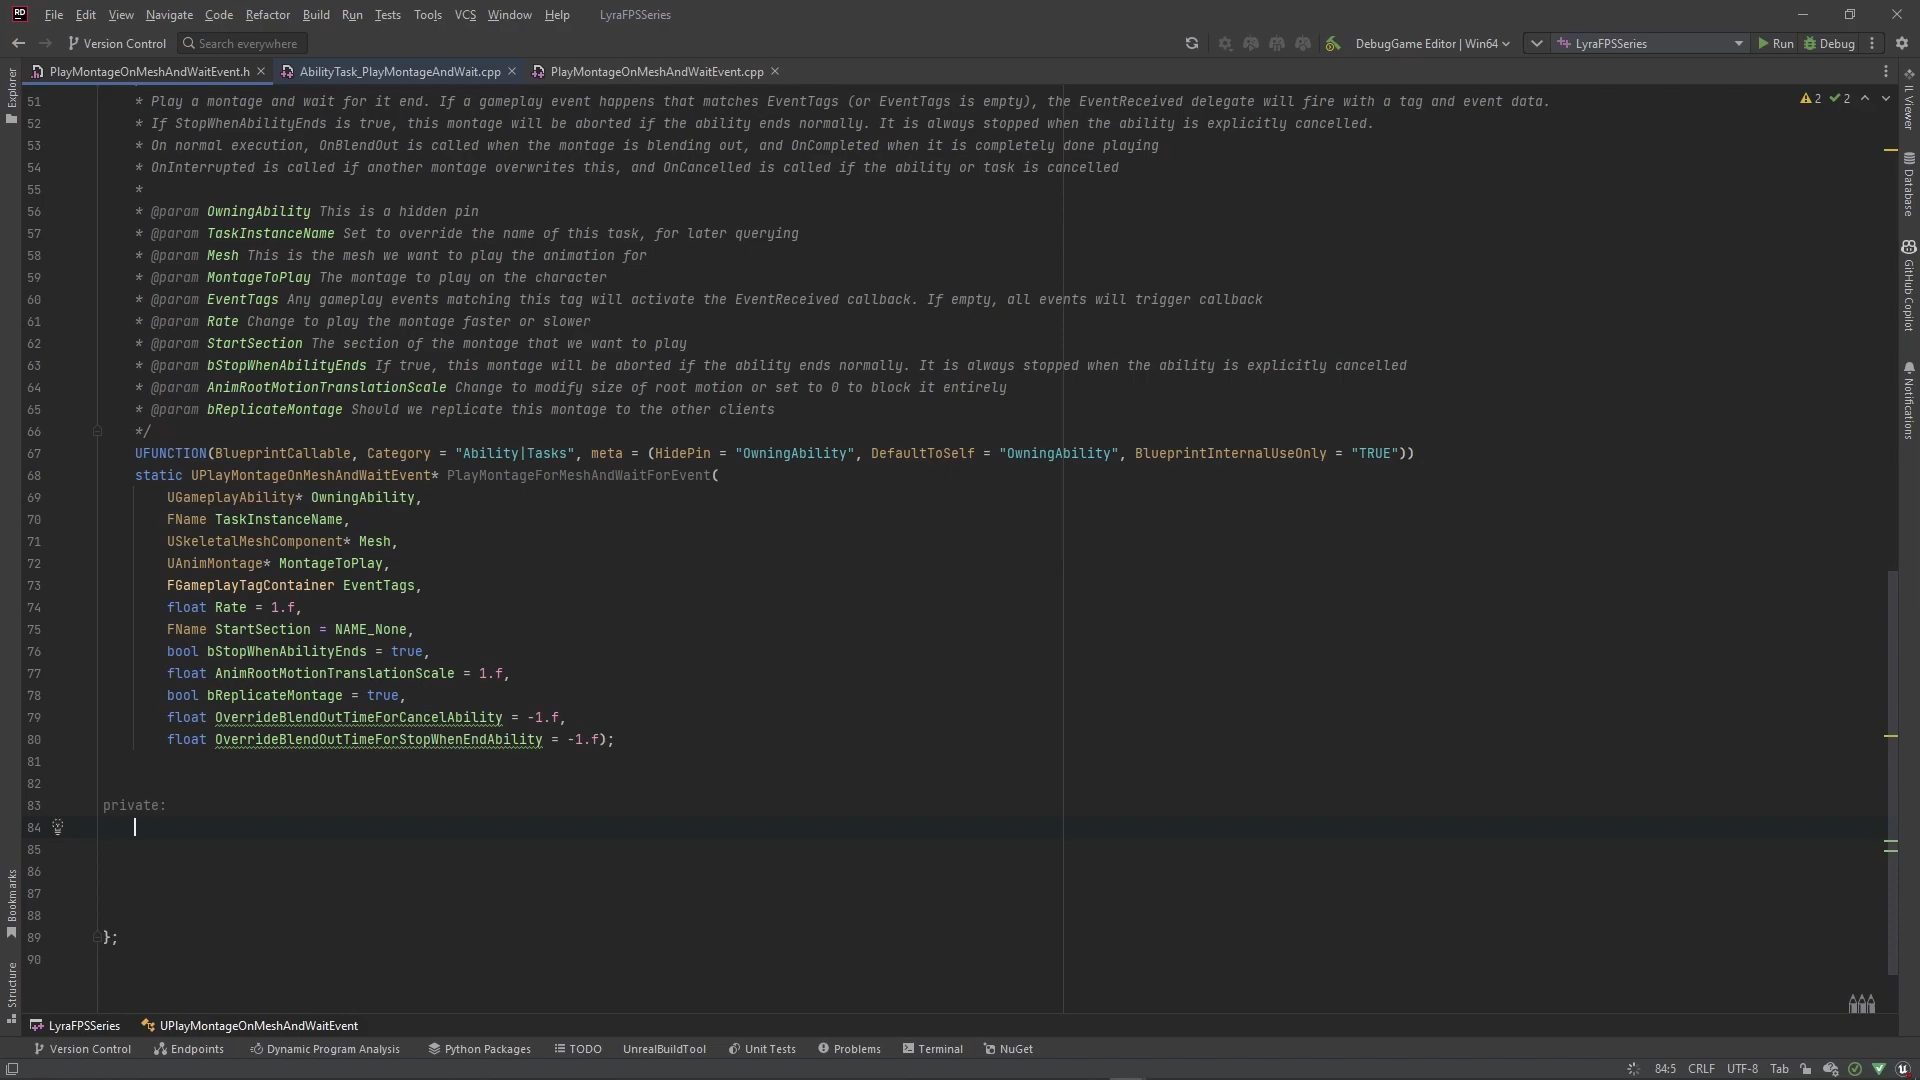 File Edit View Navigate Code Refactor Build Run Tests Tools VCS Window Help LyraFPSSeries
Version Control Search everywhere DebugGame Editor | Win64 LyraFPSSeries Run Debug
PlayMontageOnMeshAndWaitEvent.h AbilityTask_PlayMontageAndWait.cpp PlayMontageOnMeshAndWaitEvent.cpp
51 * Play a montage and wait for it end. If a gameplay event happens that matches EventTags (or EventTags is empty), the EventReceived delegate will fire with a tag and event data.
52 * If StopWhenAbilityEnds is true, this montage will be aborted if the ability ends normally. It is always stopped when the ability is explicitly cancelled.
53 * On normal execution, OnBlendOut is called when the montage is blending out, and OnCompleted when it is completely done playing
54 * OnInterrupted is called if another montage overwrites this, and OnCancelled is called if the ability or task is cancelled
55 *
56 * @param OwningAbility This is a hidden pin
57 * @param TaskInstanceName Set to override the name of this task, for later querying
58 * @param Mesh This is the mesh we want to play the animation for
59 * @param MontageToPlay The montage to play on the character
60 * @param EventTags Any gameplay events matching this tag will activate the EventReceived callback. If empty, all events will trigger callback
61 * @param Rate Change to play the montage faster or slower
62 * @param StartSection The section of the montage that we want to play
63 * @param bStopWhenAbilityEnds If true, this montage will be aborted if the ability ends normally. It is always stopped when the ability is explicitly cancelled
64 * @param AnimRootMotionTranslationScale Change to modify size of root motion or set to 0 to block it entirely
65 * @param bReplicateMontage Should we replicate this montage to the other clients
66 */
67 UFUNCTION(BlueprintCallable, Category = "Ability|Tasks", meta = (HidePin = "OwningAbility", DefaultToSelf = "OwningAbility", BlueprintInternalUseOnly = "TRUE"))
68 static UPlayMontageOnMeshAndWaitEvent* PlayMontageForMeshAndWaitForEvent(
69 UGameplayAbility* OwningAbility,
70 FName TaskInstanceName,
71 USkeletalMeshComponent* Mesh,
72 UAnimMontage* MontageToPlay,
73 FGameplayTagContainer EventTags,
74 float Rate = 1.f,
75 FName StartSection = NAME_None,
76 bool bStopWhenAbilityEnds = true,
77 float AnimRootMotionTranslationScale = 1.f,
78 bool bReplicateMontage = true,
79 float OverrideBlendOutTimeForCancelAbility = -1.f,
80 float OverrideBlendOutTimeForStopWhenEndAbility = -1.f);
81
82
83 private:
84
85
86
87
88
89 };
90
2 2
Explorer
Bookmarks
Structure
IL Viewer
Database
GitHub Copilot
Notifications
LyraFPSSeries UPlayMontageOnMeshAndWaitEvent
Version Control Endpoints Dynamic Program Analysis Python Packages TODO UnrealBuildTool Unit Tests Problems Terminal NuGet
84:5 CRLF UTF-8 Tab